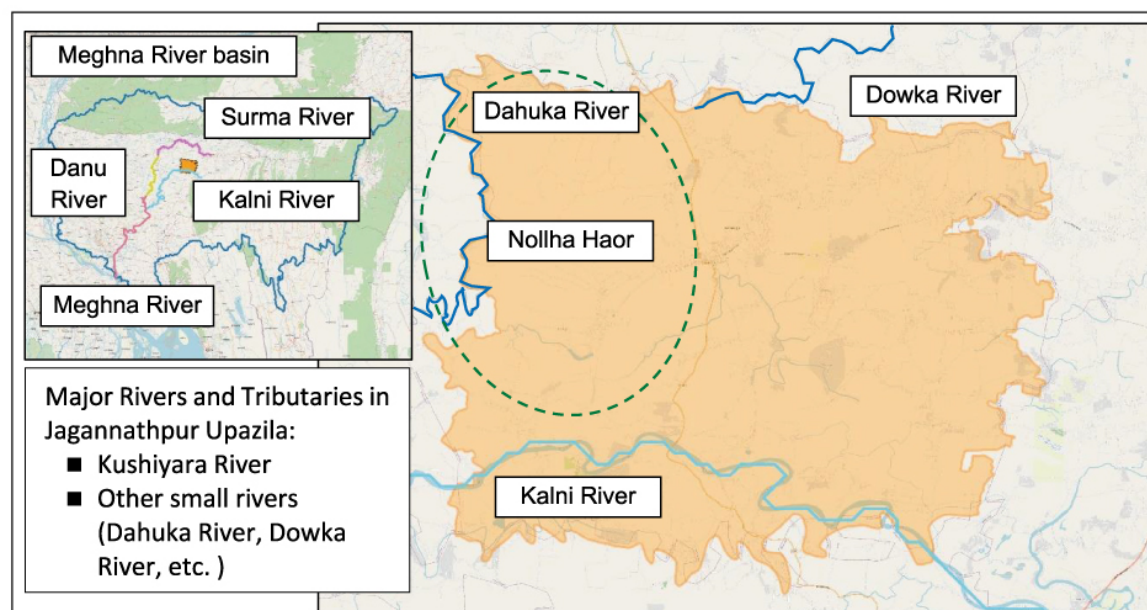 Meghna River basin
Surma River
Danu
River
Kalni River
Meghna River
Major Rivers and Tributaries in
Jagannathpur Upazila:
■ Kushiyara River
■ Other small rivers
(Dahuka River, Dowka
River, etc. )
Dahuka River
Dowka River
Nollha Haor
Kalni River